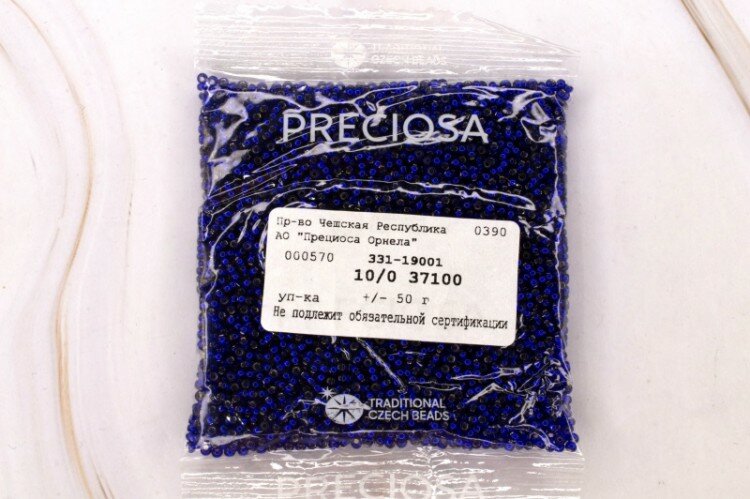 TRADITIONAL
CZECH BEADS
PRECIOSA
Пр-во Чешская Республика 0390
АО "Прециоса Орнела"
000570 331-19001
10/0 37100
уп-ка +/- 50 г
Не подлежит обязательной сертификации
TRADITIONAL
CZECH BEADS
PRECIOSA